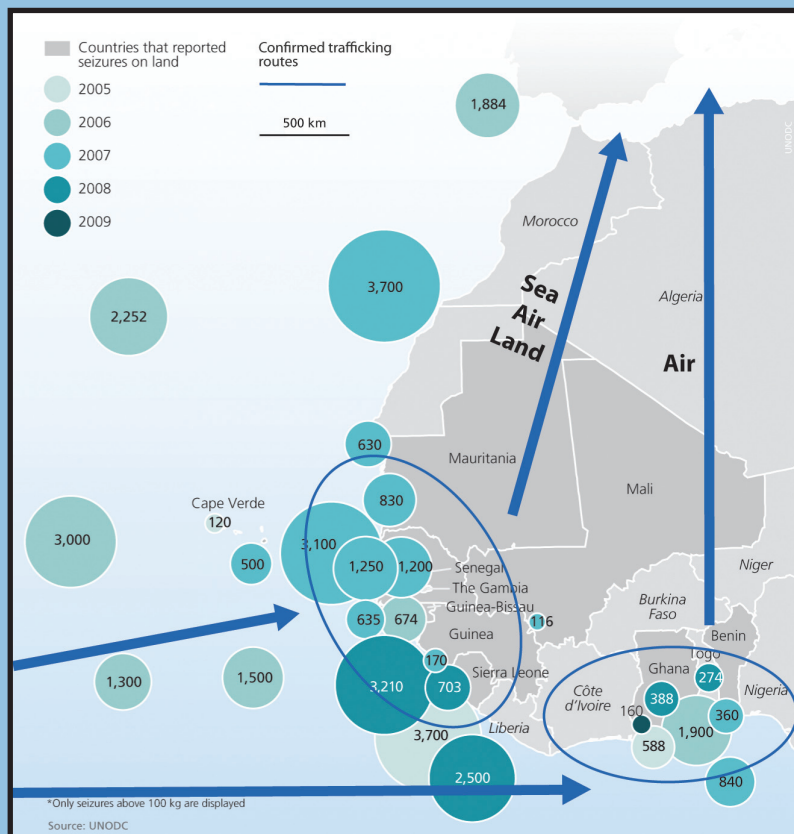 Countries that reported
seizures on land
2005
2006
2007
2008
2009
Confirmed trafficking
routes
500 km
1,884
UNODC
Morocco
3,700
Sea
Air
Land
Algeria
Air
2,252
630
Mauritania
Mali
830
Cape Verde
120
3,000
500
3,100
1,250
1,200
Senegal
The Gambia
Guinea-Bissau
Niger
Burkina
Faso
635
674
116
Guinea
Benin
Togo
170
Sierra Leone
Ghana
274
1,300
1,500
3,210
703
Côte
d'Ivoire
388
Nigeria
160
360
Liberia
3,700
1,900
588
2,500
840
*Only seizures above 100 kg are displayed
Source: UNODC